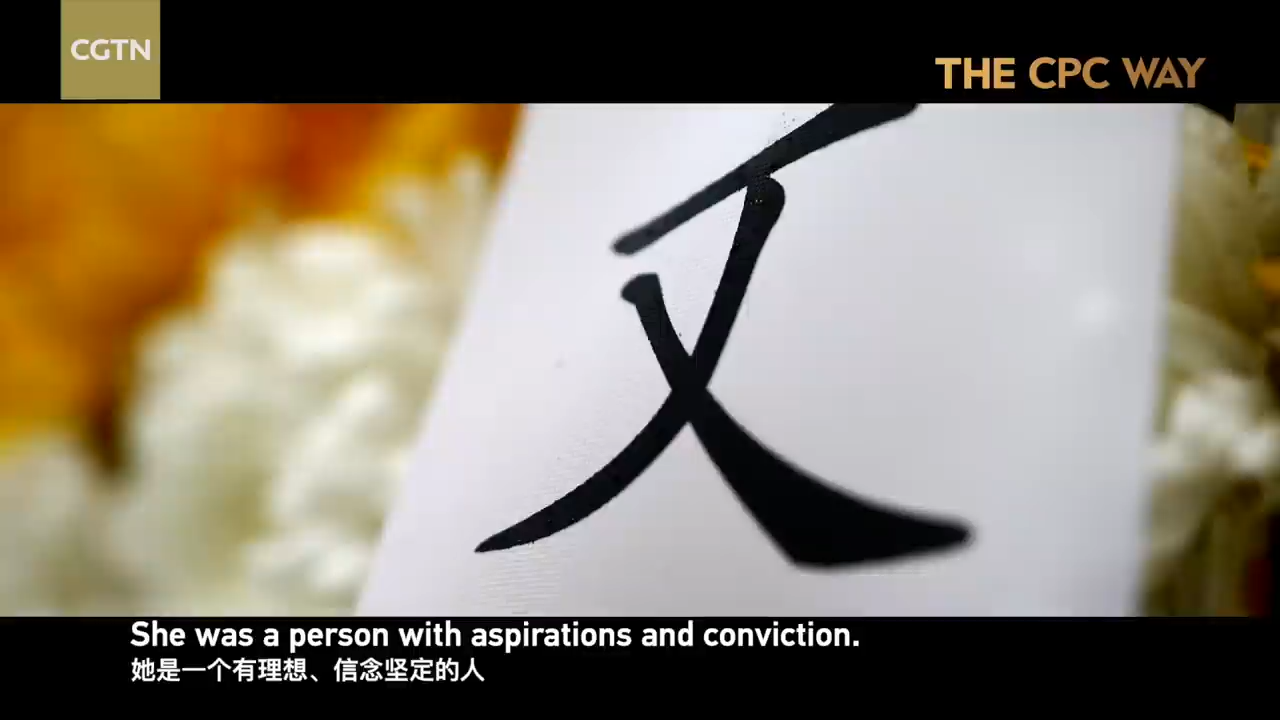 CGTN
THE CPC WAY
文
She was a person with aspirations and conviction.
她是一个有理想、信念坚定的人